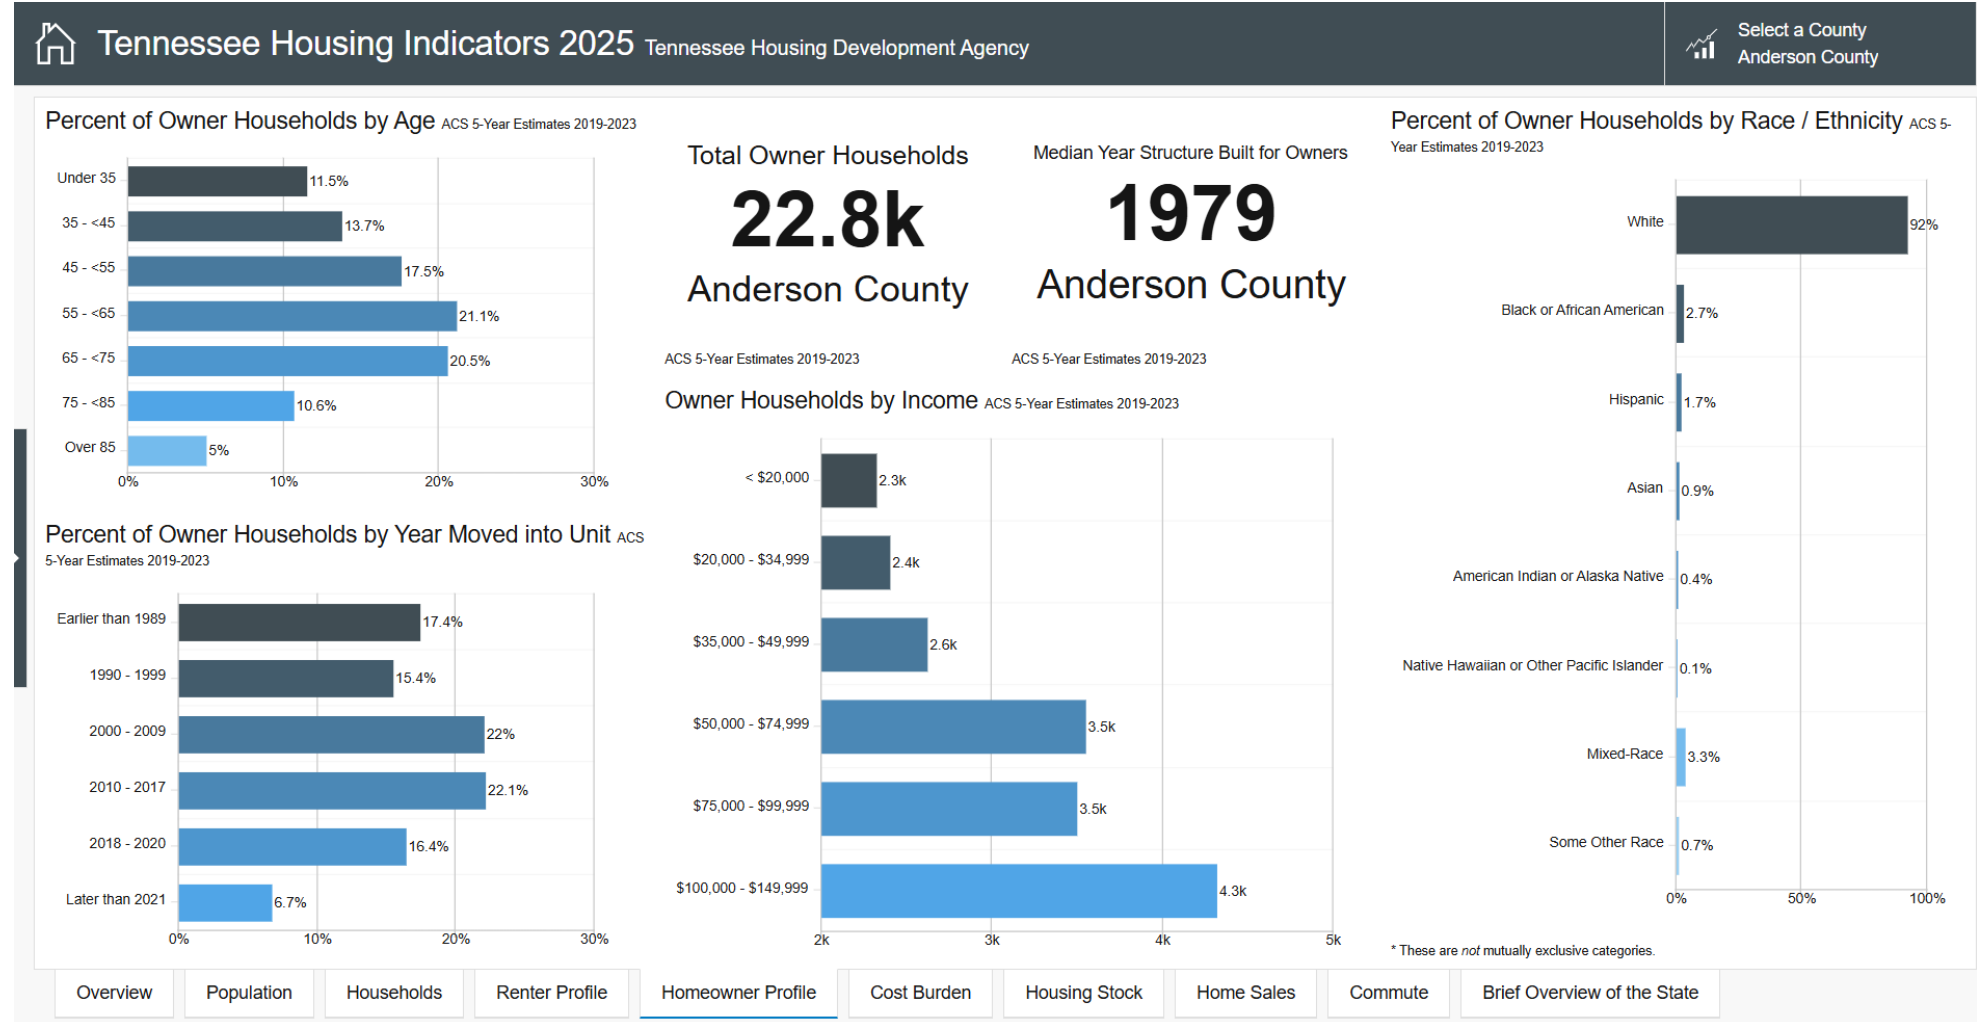 Tennessee Housing Indicators 2025 Tennessee Housing Development Agency
Select a County
Anderson County
Percent of Owner Households by Age ACS 5-Year Estimates 2019-2023
Under 35
11.5%
35 - <45
13.7%
45 - <55
17.5%
55 - <65
21.1%
65 - <75
20.5%
75 - <85
10.6%
Over 85
5%
0%
10%
20%
30%
Percent of Owner Households by Year Moved into Unit ACS
5-Year Estimates 2019-2023
Earlier than 1989
17.4%
1990 - 1999
15.4%
2000 - 2009
22%
2010 - 2017
22.1%
2018 - 2020
16.4%
Later than 2021
6.7%
0%
10%
20%
30%
Total Owner Households
22.8k
Anderson County
ACS 5-Year Estimates 2019-2023
Median Year Structure Built for Owners
1979
Anderson County
ACS 5-Year Estimates 2019-2023
Owner Households by Income ACS 5-Year Estimates 2019-2023
< $20,000
2.3k
$20,000 - $34,999
2.4k
$35,000 - $49,999
2.6k
$50,000 - $74,999
3.5k
$75,000 - $99,999
3.5k
$100,000 - $149,999
4.3k
2k
3k
4k
5k
Percent of Owner Households by Race / Ethnicity ACS 5-
Year Estimates 2019-2023
White
92%
Black or African American
2.7%
Hispanic
1.7%
Asian
0.9%
American Indian or Alaska Native
0.4%
Native Hawaiian or Other Pacific Islander
0.1%
Mixed-Race
3.3%
Some Other Race
0.7%
0%
50%
100%
* These are not mutually exclusive categories.
Overview
Population
Households
Renter Profile
Homeowner Profile
Cost Burden
Housing Stock
Home Sales
Commute
Brief Overview of the State